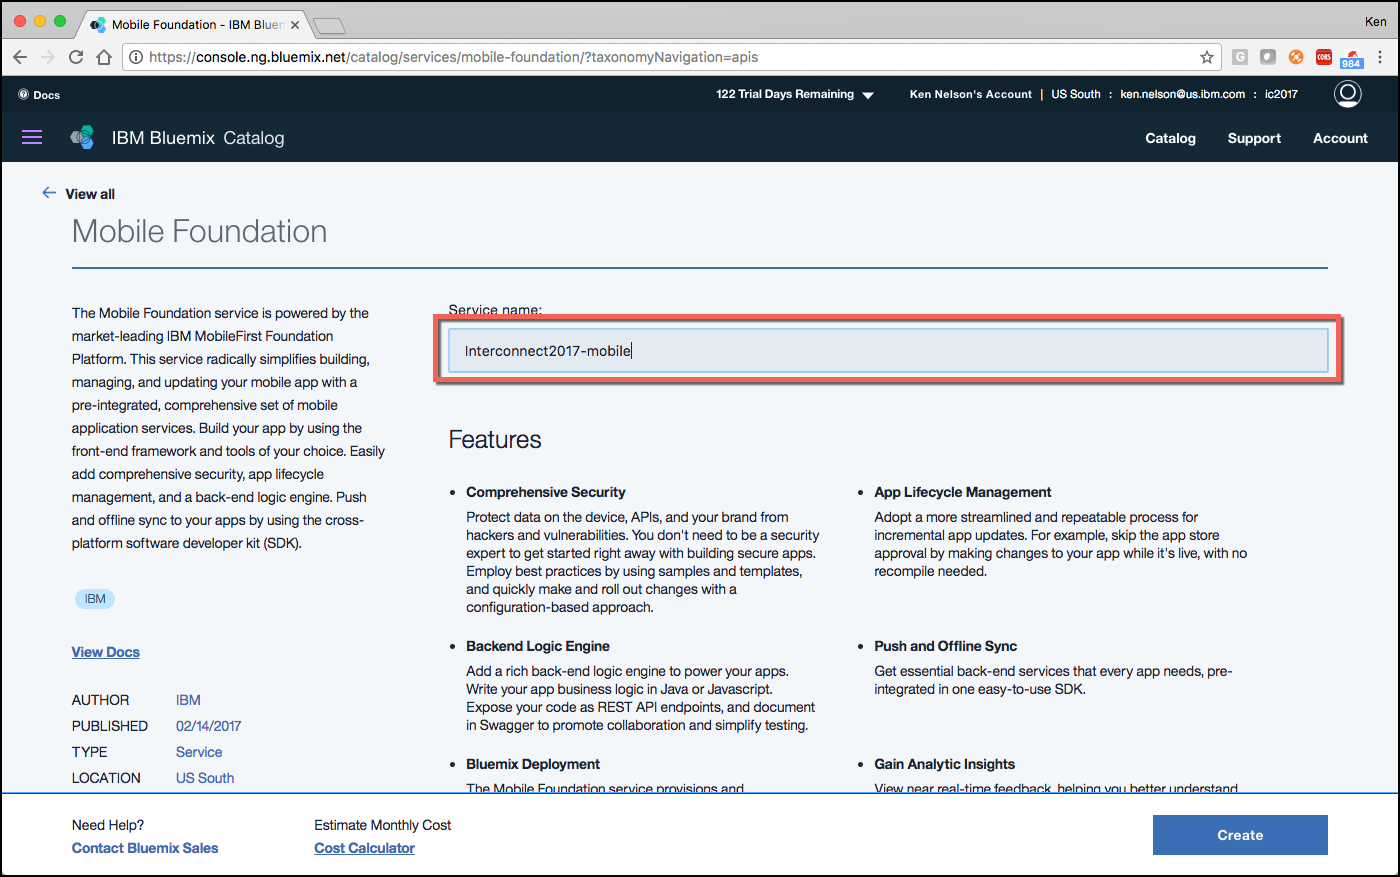 Mobile Foundation - IBM Bluem
Ken
https://console.ng.bluemix.net/catalog/services/mobile-foundation/?taxonomyNavigation=apis
G
CORS
984
Docs
122 Trial Days Remaining
Ken Nelson's Account | US South : ken.nelson@us.ibm.com : ic2017
IBM Bluemix Catalog
Catalog Support Account
View all
Mobile Foundation
The Mobile Foundation service is powered by the
market-leading IBM MobileFirst Foundation
Platform. This service radically simplifies building,
managing, and updating your mobile app with a
pre-integrated, comprehensive set of mobile
application services. Build your app by using the
front-end framework and tools of your choice. Easily
add comprehensive security, app lifecycle
management, and a back-end logic engine. Push
and offline sync to your apps by using the cross-
platform software developer kit (SDK).
IBM
View Docs
AUTHOR IBM
PUBLISHED 02/14/2017
TYPE Service
LOCATION US South
Service name:
Interconnect2017-mobile
Features
Comprehensive Security
Protect data on the device, APIs, and your brand from
hackers and vulnerabilities. You don't need to be a security
expert to get started right away with building secure apps.
Employ best practices by using samples and templates,
and quickly make and roll out changes with a
configuration-based approach.
App Lifecycle Management
Adopt a more streamlined and repeatable process for
incremental app updates. For example, skip the app store
approval by making changes to your app while it's live, with no
recompile needed.
Backend Logic Engine
Add a rich back-end logic engine to power your apps.
Write your app business logic in Java or Javascript.
Expose your code as REST API endpoints, and document
in Swagger to promote collaboration and simplify testing.
Push and Offline Sync
Get essential back-end services that every app needs, pre-
integrated in one easy-to-use SDK.
Bluemix Deployment
The Mobile Foundation service provisions and
Gain Analytic Insights
View near real-time feedback, helping you better understand
Need Help?
Contact Bluemix Sales
Estimate Monthly Cost
Cost Calculator
Create